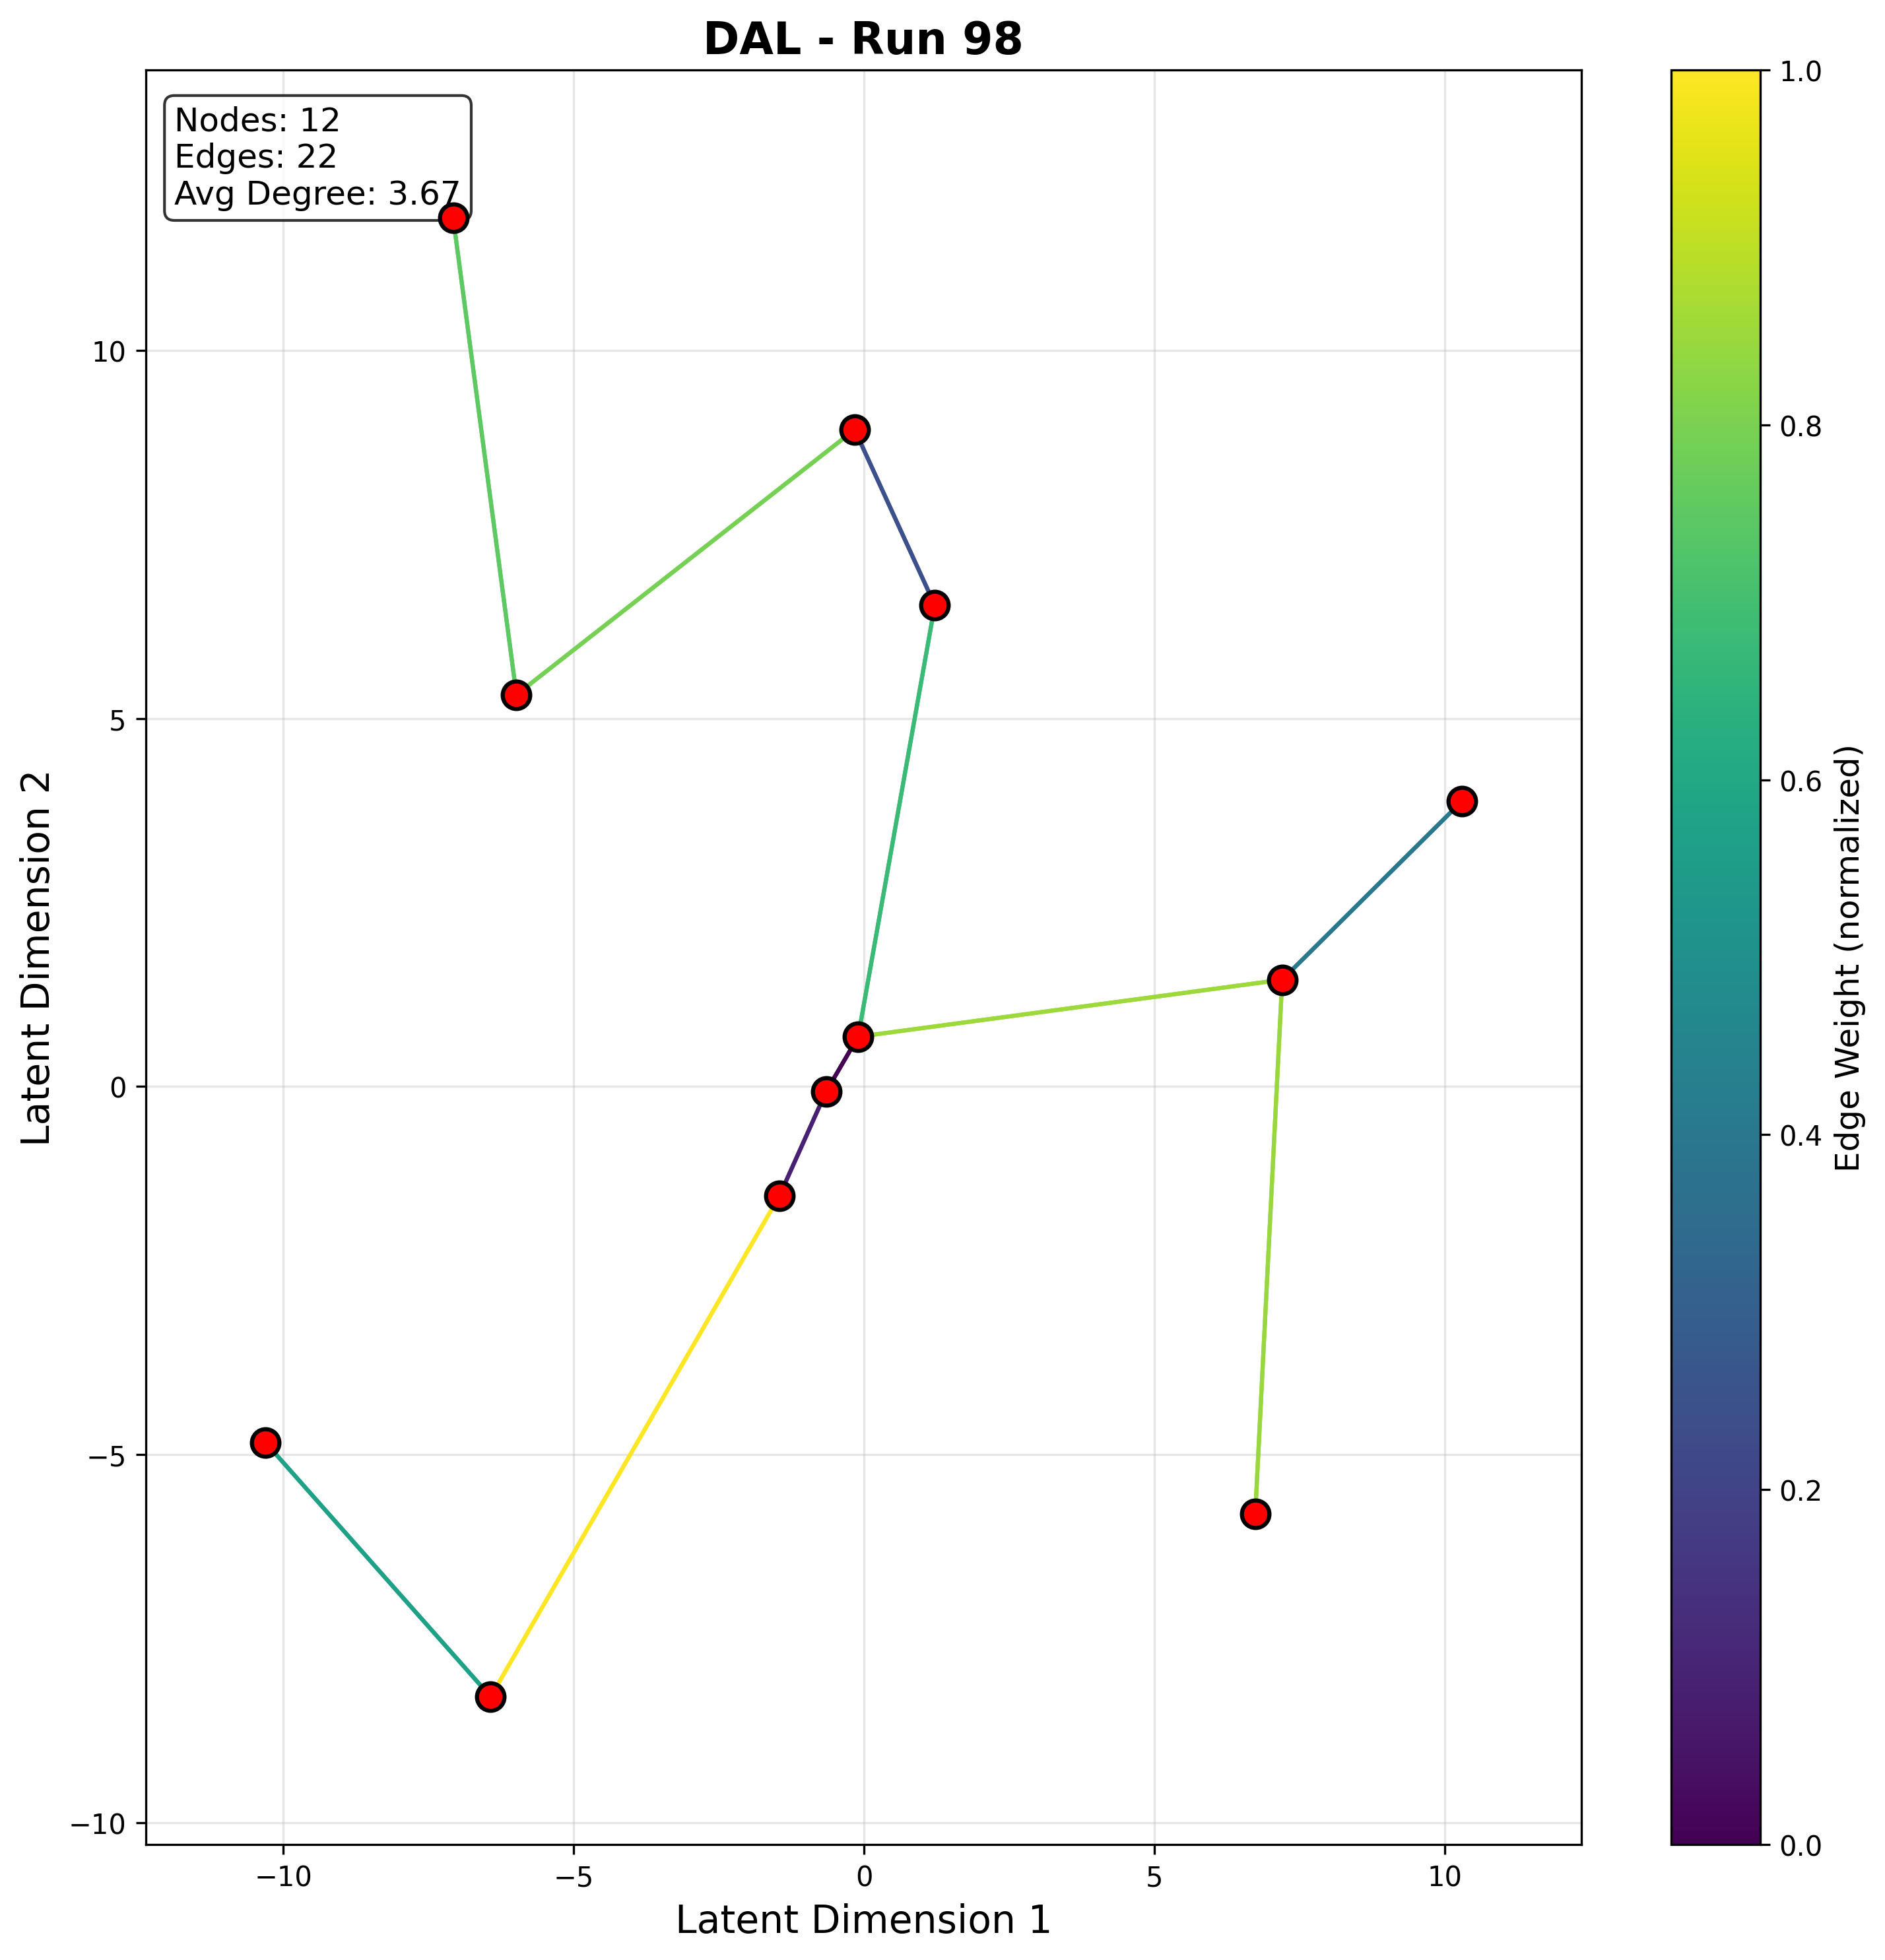 DAL - Run 98
Nodes: 12
Edges: 22
Avg Degree: 3.67
10
5
0
−5
−10
Latent Dimension 2
−10
−5
0
5
10
Latent Dimension 1
1.0
0.8
0.6
0.4
0.2
0.0
Edge Weight (normalized)